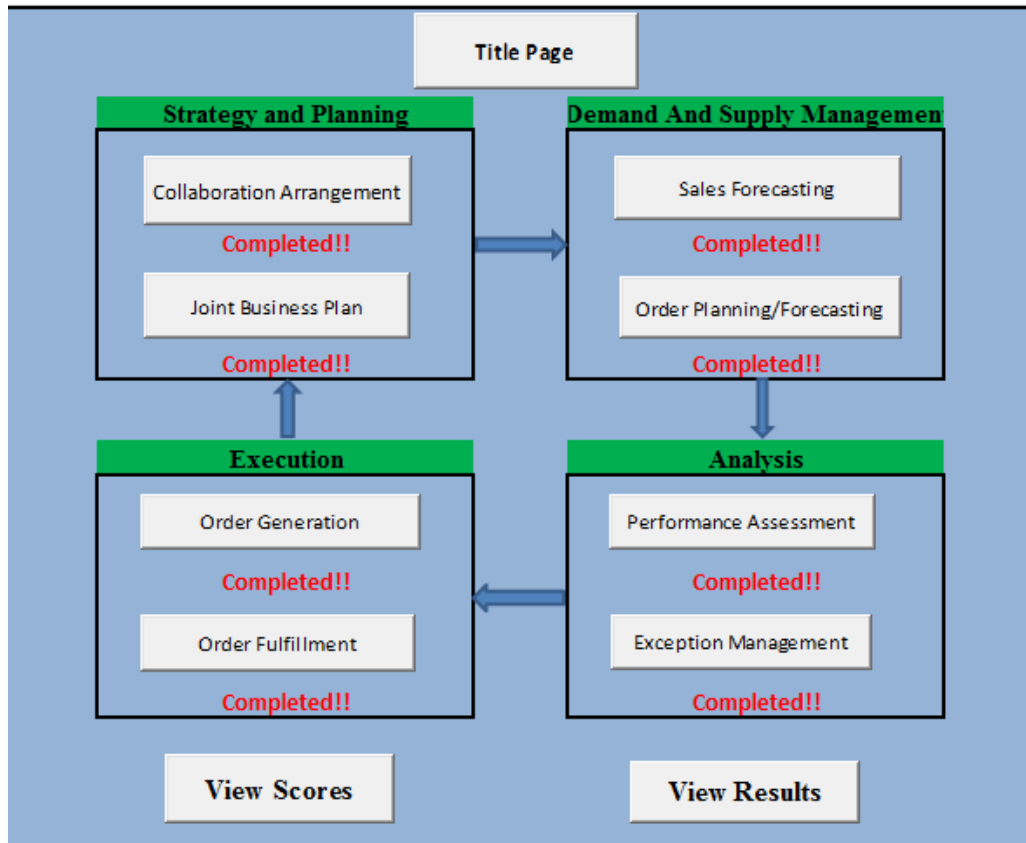 Title Page
Strategy and Planning
Collaboration Arrangement
Completed!!
Joint Business Plan
Completed!!
Demand And Supply Managemen
Sales Forecasting
Completed!!
Order Planning/Forecasting
Completed!!
Execution
Order Generation
Completed!!
Order Fulfillment
Completed!!
Analysis
Performance Assessment
Completed!!
Exception Management
Completed!!
View Scores
View Results